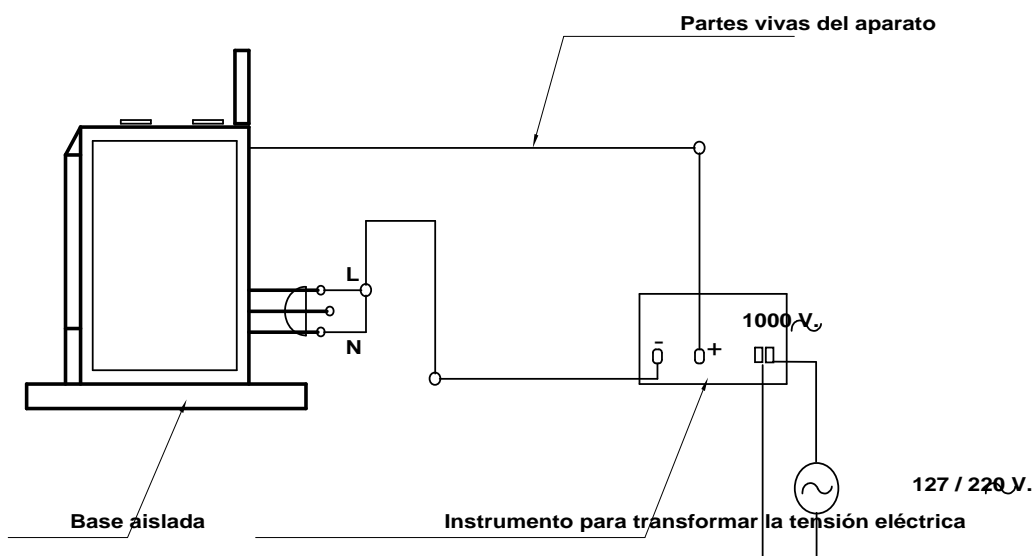 Partes vivas del aparato
L
N
1000 V.
- +
127 / 220 V.
Base aislada
Instrumento para transformar la tensión eléctrica